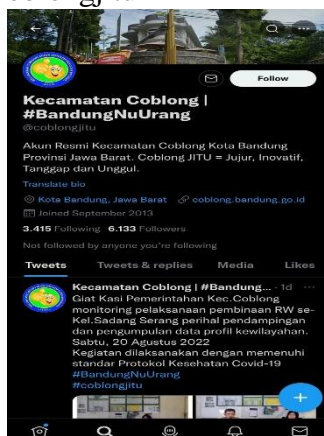 Follow
Kecamatan Coblong |
#BandungNuUrang
@coblongjitu
Akun Resmi Kecamatan Coblong Kota Bandung
Provinsi Jawa Barat. Coblong JITU = Jujur, Inovatif,
Tanggap dan Unggul.
Translate bio
Kota Bandung, Jawa Barat coblong.bandung.go.id
Joined September 2013
3.415 Following 6.133 Followers
Not followed by anyone you're following
Tweets Tweets & replies Media Likes
Kecamatan Coblong | #Bandung... · 1d
Giat Kasi Pemerintahan Kec.Coblong
monitoring pelaksanaan pembinaan RW se-
Kel.Sadang Serang perihal pendampingan
dan pengumpulan data profil kewilayahan.
Sabtu, 20 Agustus 2022
Kegiatan dilaksanakan dengan memenuhi
standar Protokol Kesehatan Covid-19
#BandungNuUrang
#coblongjitu